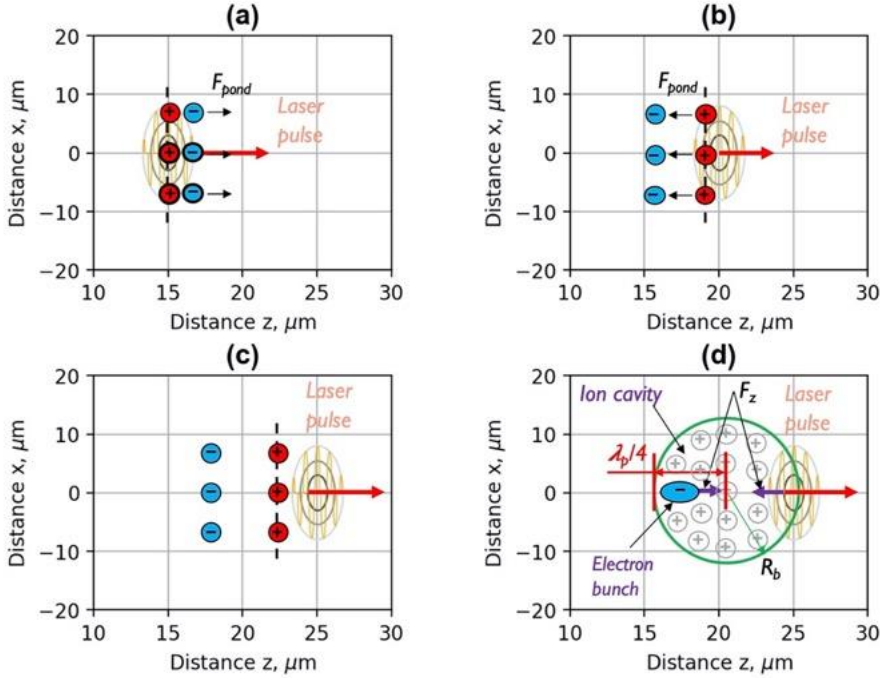 (a)
20
10
0
−10
−20
10
15
20
25
30
Distance x, μm
Distance z, μm
F_pond
Laser
pulse
+ −
+ −
+ −
(b)
20
10
0
−10
−20
10
15
20
25
30
Distance x, μm
Distance z, μm
F_pond
Laser
pulse
− +
− +
− +
(c)
20
10
0
−10
−20
10
15
20
25
30
Distance x, μm
Distance z, μm
Laser
pulse
− +
− +
− +
(d)
20
10
0
−10
−20
10
15
20
25
30
Distance x, μm
Distance z, μm
Ion cavity
F_z
Laser
pulse
λ_p/4
−
+
Electron
bunch
R_b